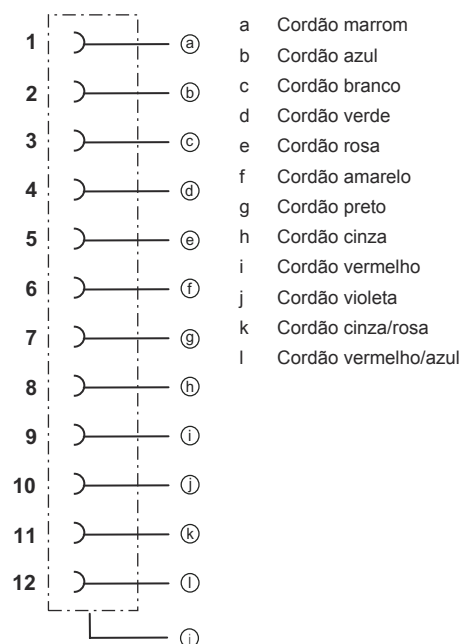 1 a
2 b
3 c
4 d
5 e
6 f
7 g
8 h
9 i
10 j
11 k
12 l
a Cordão marrom
b Cordão azul
c Cordão branco
d Cordão verde
e Cordão rosa
f Cordão amarelo
g Cordão preto
h Cordão cinza
i Cordão vermelho
j Cordão violeta
k Cordão cinza/rosa
l Cordão vermelho/azul